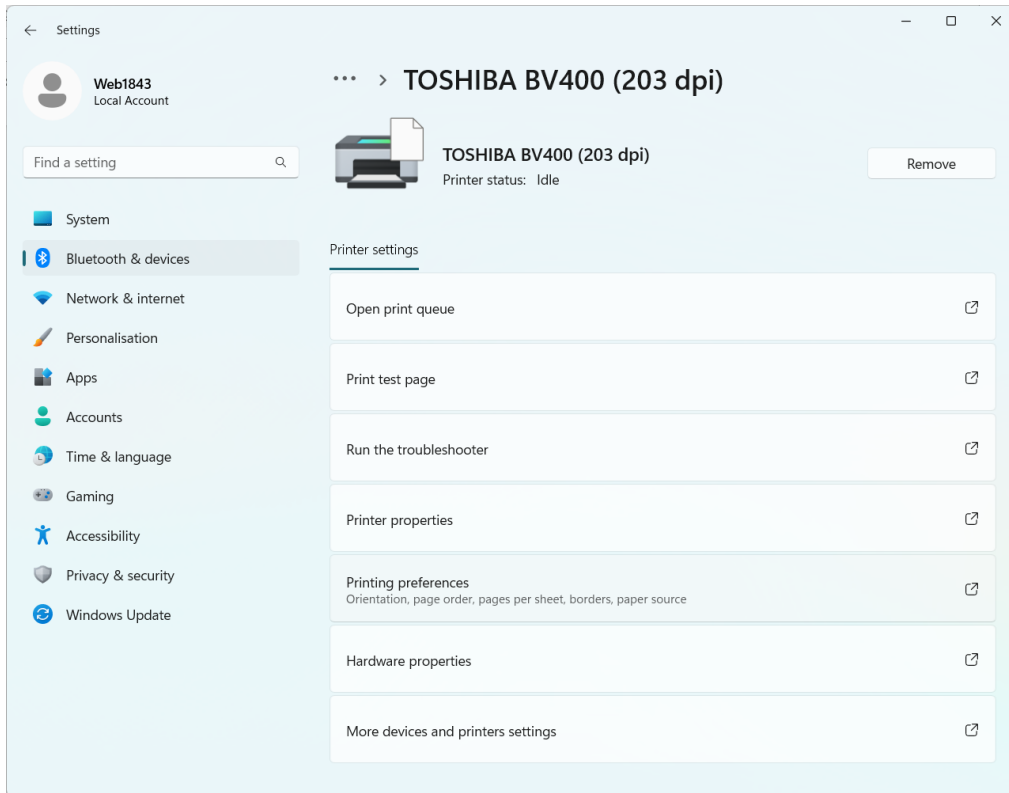 Settings
Web1843
Local Account
Find a setting
System
Bluetooth & devices
Network & internet
Personalisation
Apps
Accounts
Time & language
Gaming
Accessibility
Privacy & security
Windows Update
··· > TOSHIBA BV400 (203 dpi)
TOSHIBA BV400 (203 dpi)
Printer status: Idle
Remove
Printer settings
Open print queue
Print test page
Run the troubleshooter
Printer properties
Printing preferences
Orientation, page order, pages per sheet, borders, paper source
Hardware properties
More devices and printers settings